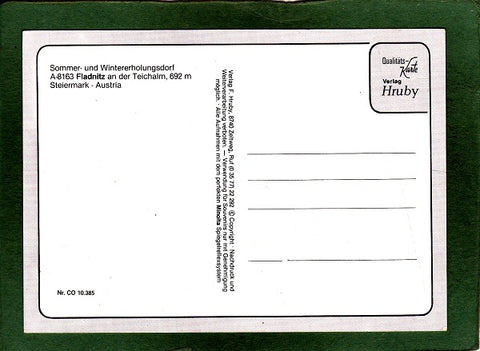 Sommer- und Wintererholungsdorf
A-8163 Fladnitz an der Teichalm, 692 m
Steiermark - Austria
Nr. CO 10.385
Verlag F. Hruby, 8740 Zeltweg, Ruf (0 35 77) 22 292 © Copyright · Nachdruck und
Weiterverarbeitung verboten. — Verwendung für Souvenirs nur mit Genehmigung
möglich. · Alle Aufnahmen mit dem perfekten Minolta Spiegelreflexsystem
Qualitäts-
Karte
Verlag
Hruby